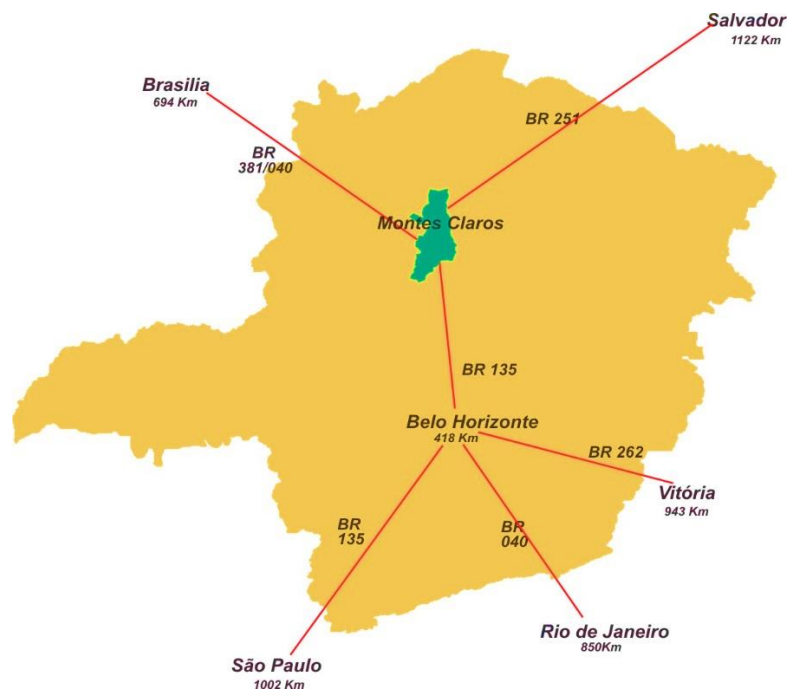 Salvador
1122 Km
Brasilia
694 Km
BR 251
BR
381/040
Montes Claros
BR 135
Belo Horizonte
418 Km
BR 262
Vitória
943 Km
BR
135
BR
040
Rio de Janeiro
850Km
São Paulo
1002 Km